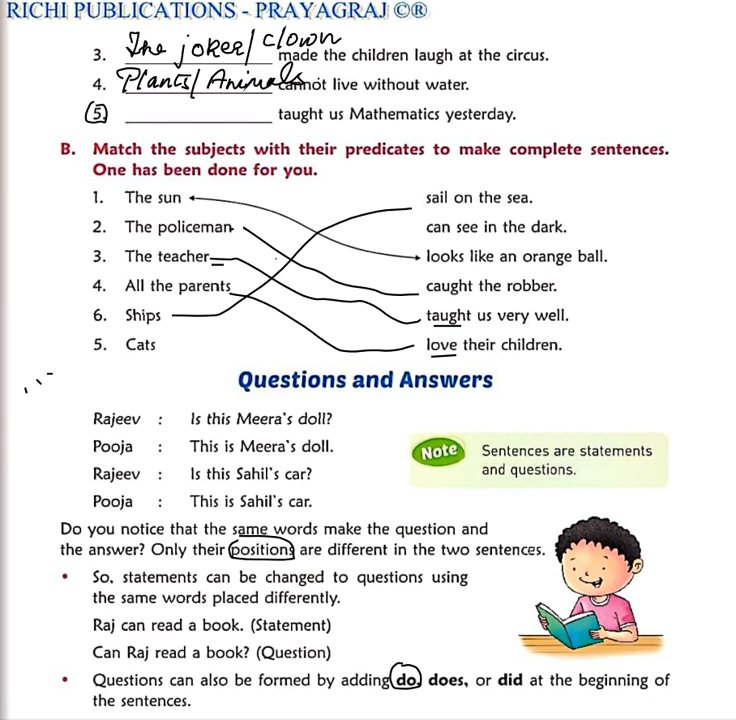 RICHI PUBLICATIONS - PRAYAGRAJ ©®
3. The joker/clown made the children laugh at the circus.
4. Plants/Animals cannot live without water.
(5) ____________ taught us Mathematics yesterday.
B. Match the subjects with their predicates to make complete sentences. One has been done for you.
1. The sun sail on the sea.
2. The policeman can see in the dark.
3. The teacher looks like an orange ball.
4. All the parents caught the robber.
6. Ships taught us very well.
5. Cats love their children.
Questions and Answers
Rajeev : Is this Meera's doll?
Pooja : This is Meera's doll.
Rajeev : Is this Sahil's car?
Pooja : This is Sahil's car.
Note Sentences are statements
and questions.
Do you notice that the same words make the question and
the answer? Only their positions are different in the two sentences.
• So, statements can be changed to questions using
the same words placed differently.
Raj can read a book. (Statement)
Can Raj read a book? (Question)
• Questions can also be formed by adding do, does, or did at the beginning of
the sentences.